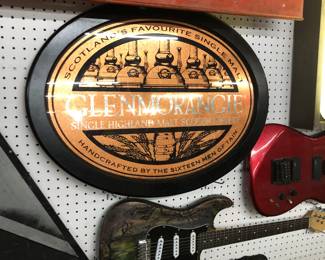 SCOTLAND'S FAVOURITE SINGLE MALT
GLENMORANGIE
SINGLE HIGHLAND MALT SCOTCH WHISKY
HANDCRAFTED BY THE SIXTEEN MEN OF TAIN